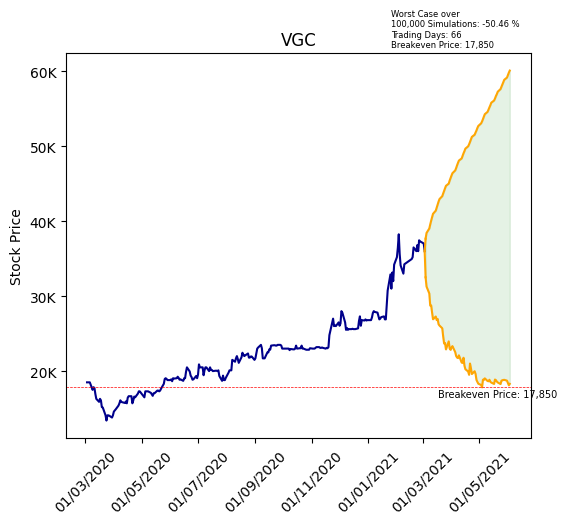 Worst Case over
100,000 Simulations: -50.46 %
Trading Days: 66
Breakeven Price: 17,850
VGC
60K
50K
40K
30K
20K
Stock Price
Breakeven Price: 17,850
01/03/2020
01/05/2020
01/07/2020
01/09/2020
01/11/2020
01/01/2021
01/03/2021
01/05/2021